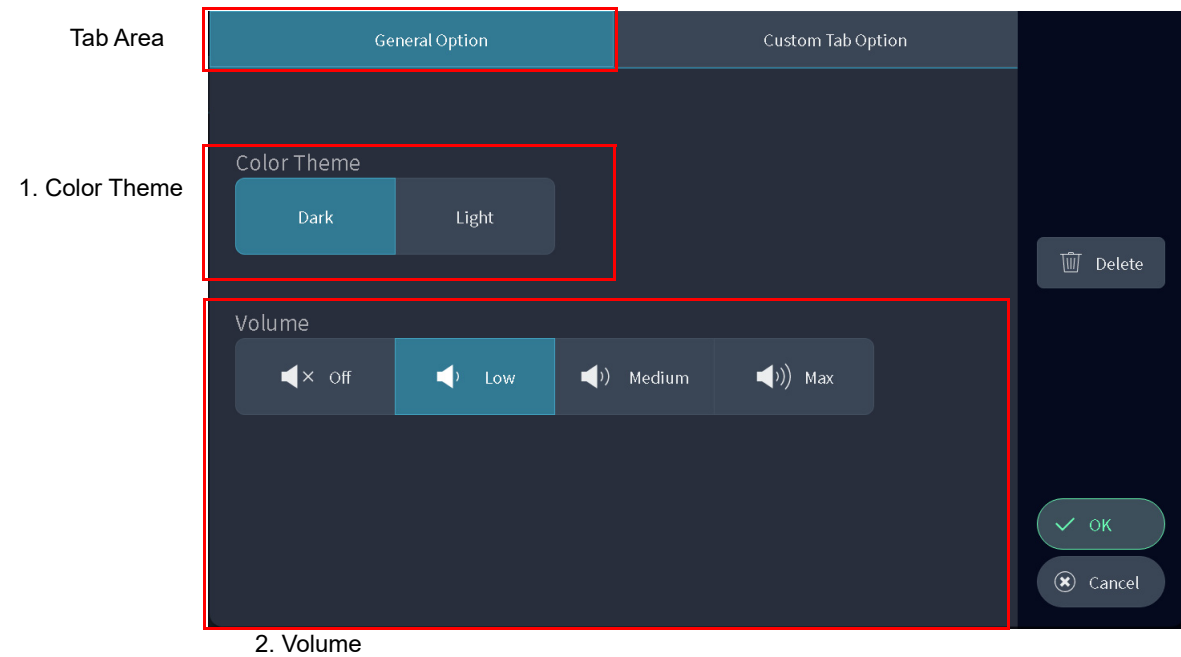 Tab Area
General Option
Custom Tab Option
1. Color Theme
Color Theme
Dark
Light
Delete
Volume
Off
Low
Medium
Max
OK
Cancel
2. Volume